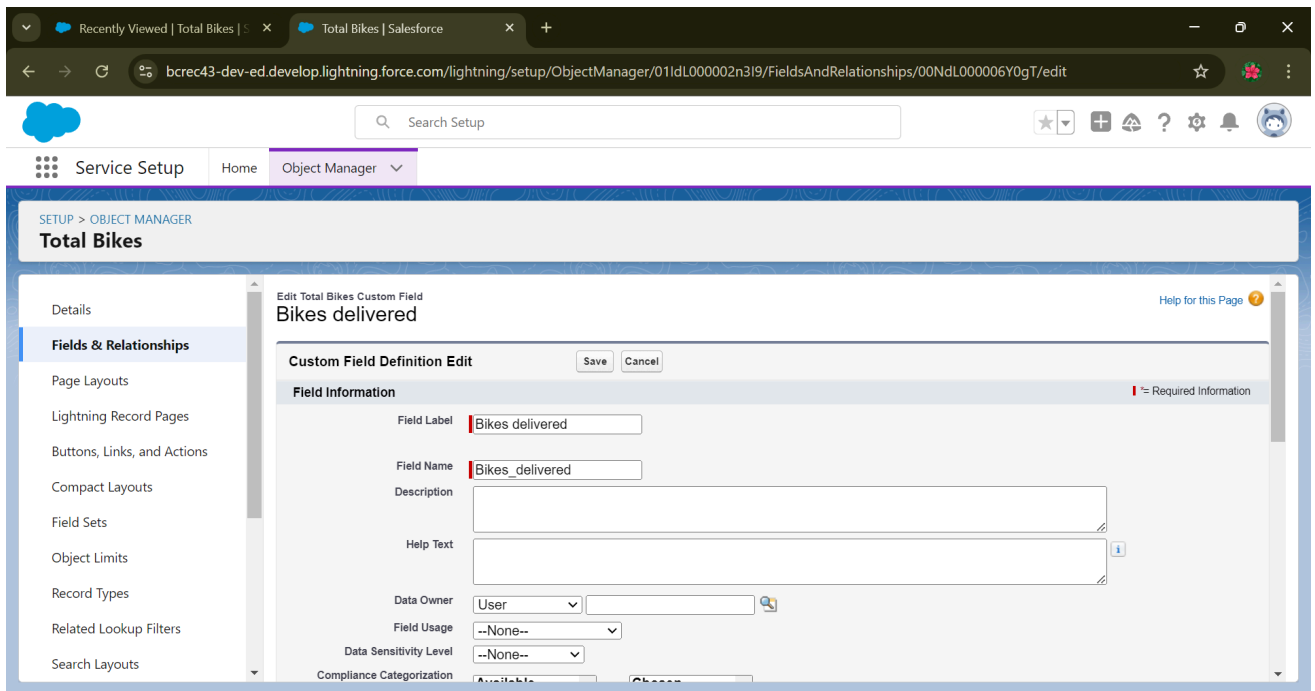 Recently Viewed | Total Bikes | S
Total Bikes | Salesforce
bcrec43-dev-ed.develop.lightning.force.com/lightning/setup/ObjectManager/01IdL000002n3I9/FieldsAndRelationships/00NdL000006Y0gT/edit
Search Setup
Service Setup
Home
Object Manager
SETUP > OBJECT MANAGER
Total Bikes
Details
Fields & Relationships
Page Layouts
Lightning Record Pages
Buttons, Links, and Actions
Compact Layouts
Field Sets
Object Limits
Record Types
Related Lookup Filters
Search Layouts
Edit Total Bikes Custom Field
Bikes delivered
Help for this Page
Custom Field Definition Edit
Save
Cancel
Field Information
= Required Information
Field Label
Bikes delivered
Field Name
Bikes_delivered
Description
Help Text
Data Owner
User
Field Usage
--None--
Data Sensitivity Level
--None--
Compliance Categorization
Available
Chosen